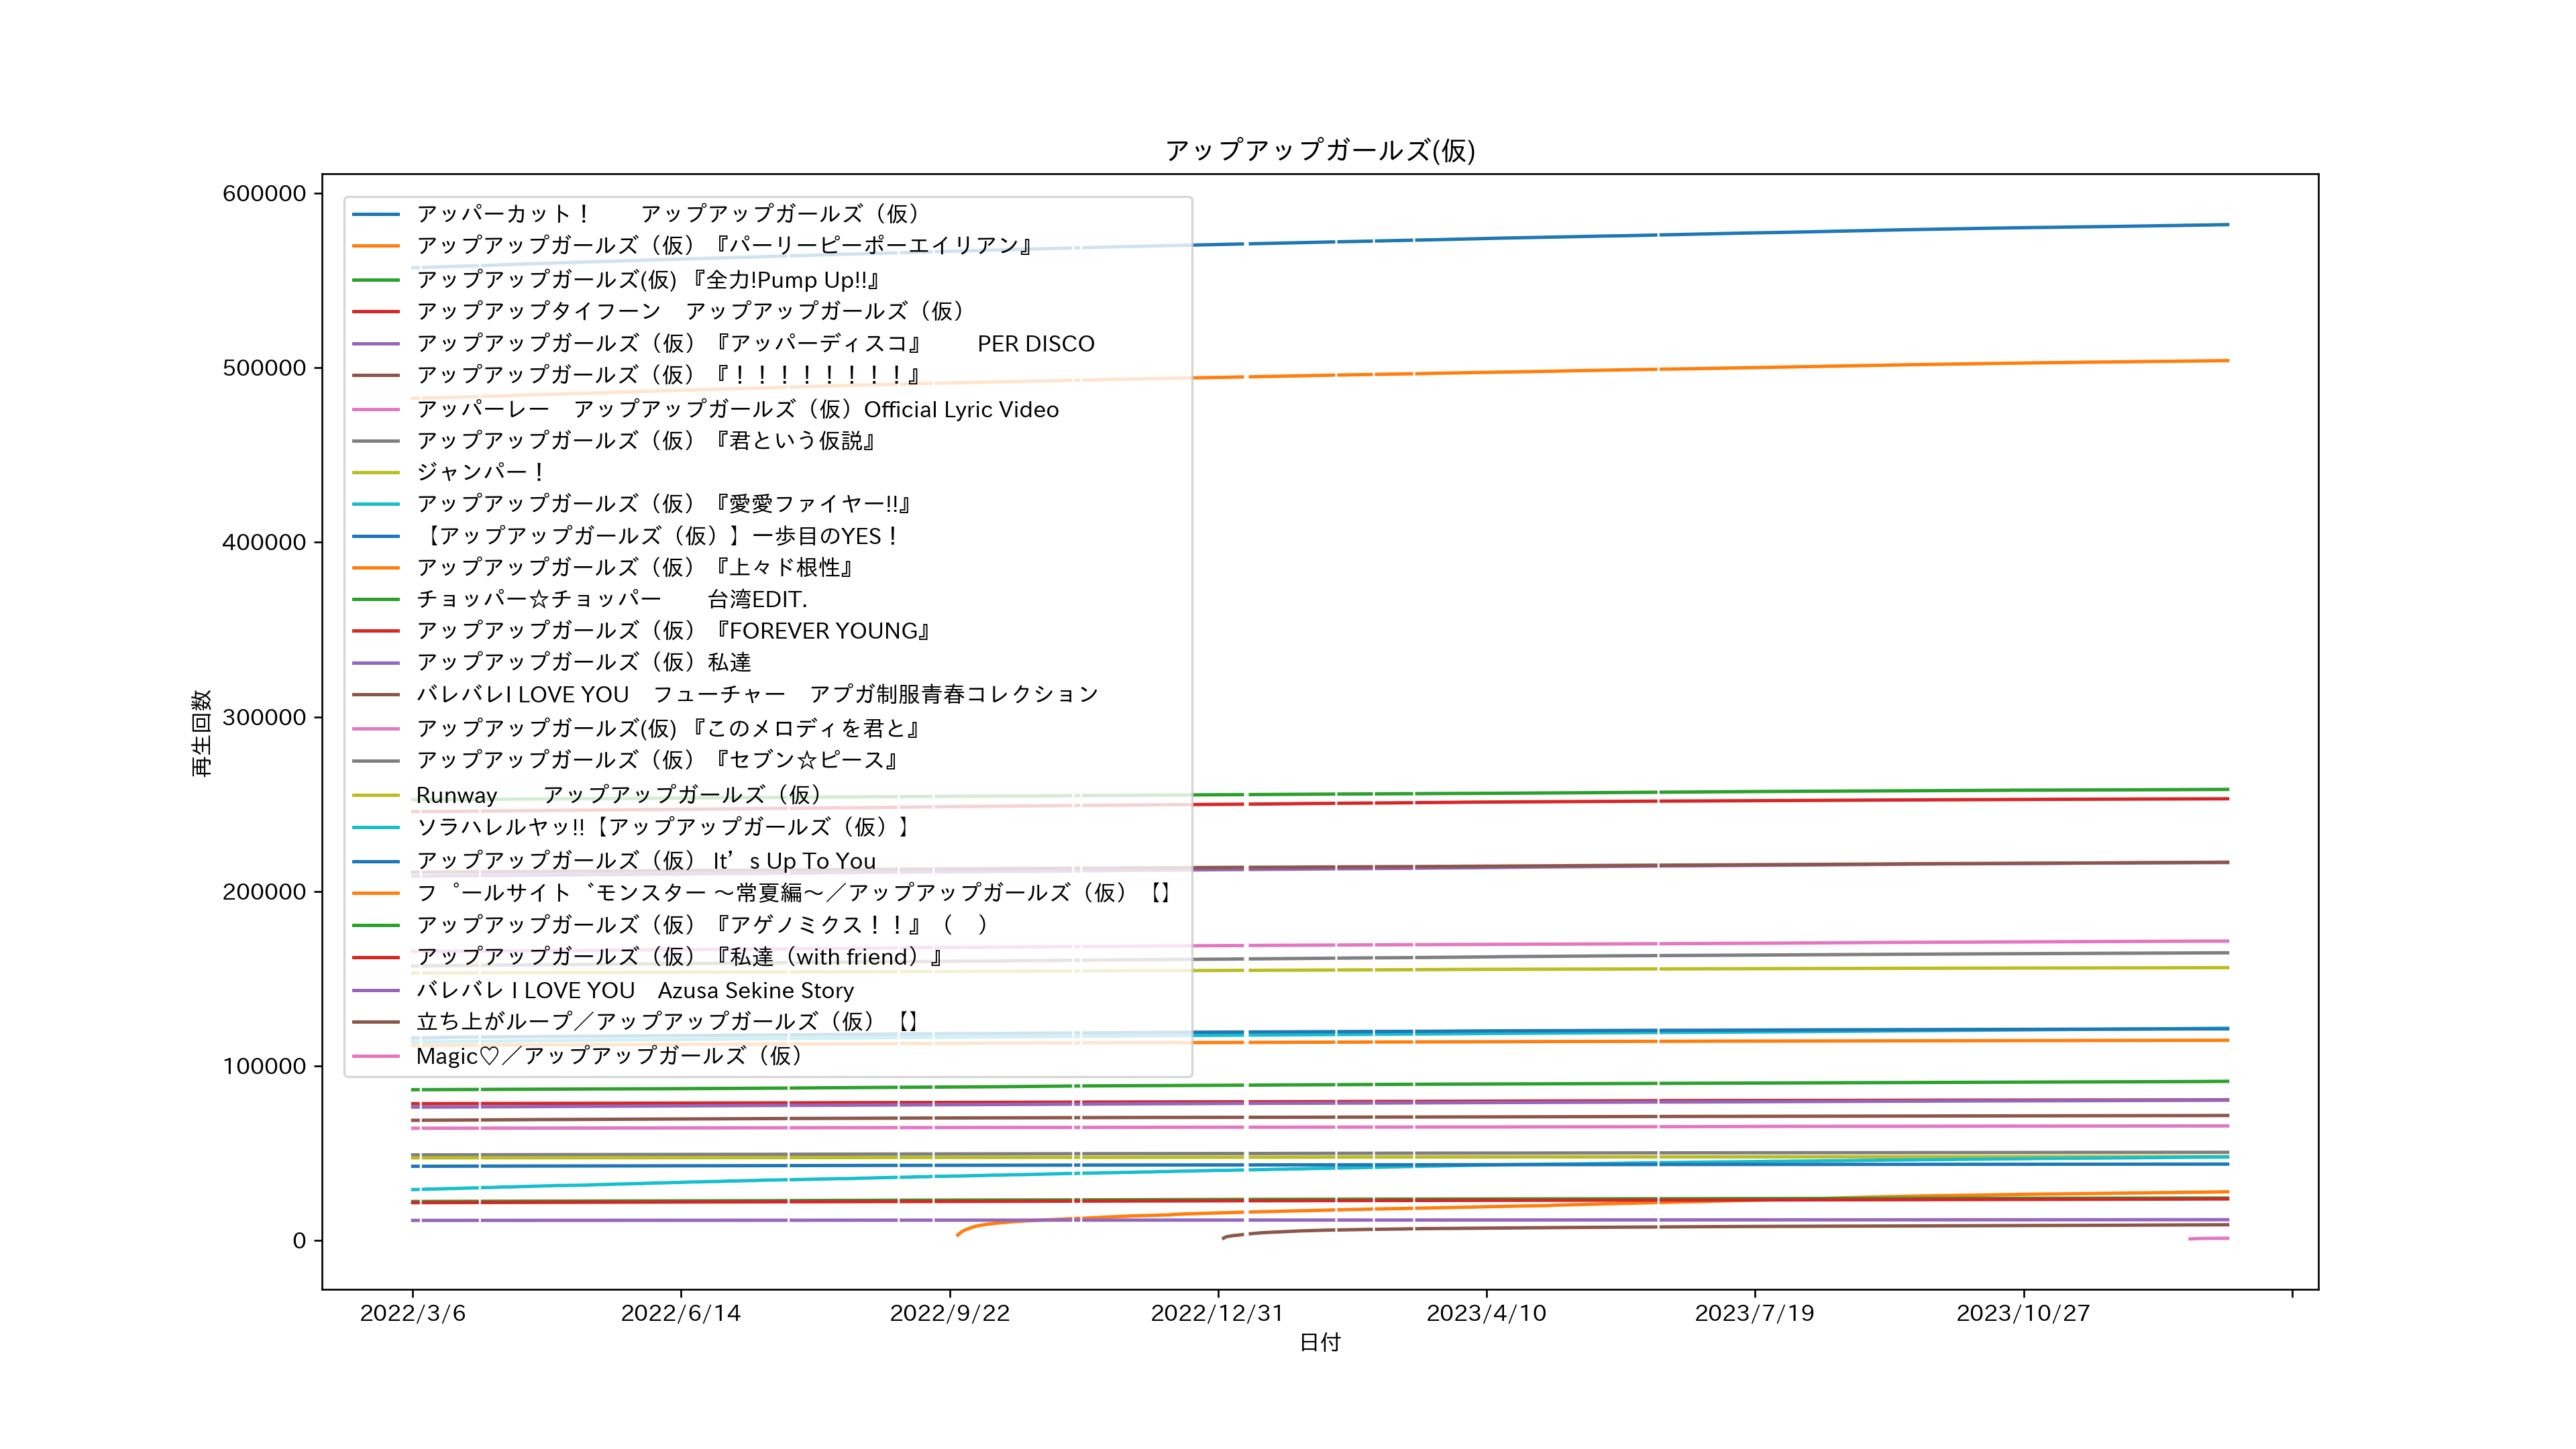 アップアップガールズ(仮)
600000
500000
400000
300000
200000
100000
0
再生回数
アッパーカット！　　アップアップガールズ（仮）
アップアップガールズ（仮）『パーリーピーポーエイリアン』
アップアップガールズ(仮) 『全力!Pump Up!!』
アップアップタイフーン　アップアップガールズ（仮）
アップアップガールズ（仮）『アッパーディスコ』　　PER DISCO
アップアップガールズ（仮）『！！！！！！！！』
アッパーレー　アップアップガールズ（仮）Official Lyric Video
アップアップガールズ（仮）『君という仮説』
ジャンパー！
アップアップガールズ（仮）『愛愛ファイヤー!!』
【アップアップガールズ（仮）】一歩目のYES！
アップアップガールズ（仮）『上々ド根性』
チョッパー☆チョッパー　　台湾EDIT.
アップアップガールズ（仮）『FOREVER YOUNG』
アップアップガールズ（仮）私達
バレバレI LOVE YOU　フューチャー　アプガ制服青春コレクション
アップアップガールズ(仮) 『このメロディを君と』
アップアップガールズ（仮）『セブン☆ピース』
Runway　　アップアップガールズ（仮）
ソラハレルヤッ!!【アップアップガールズ（仮）】
アップアップガールズ（仮） It’s Up To You
フ゜ールサイト゛モンスター 〜常夏編〜／アップアップガールズ（仮）【】
アップアップガールズ（仮）『アゲノミクス！！』（　）
アップアップガールズ（仮）『私達（with friend）』
バレバレ I LOVE YOU　Azusa Sekine Story
立ち上がループ／アップアップガールズ（仮）【】
Magic♡／アップアップガールズ（仮）
2022/3/6
2022/6/14
2022/9/22
2022/12/31
2023/4/10
2023/7/19
2023/10/27
日付